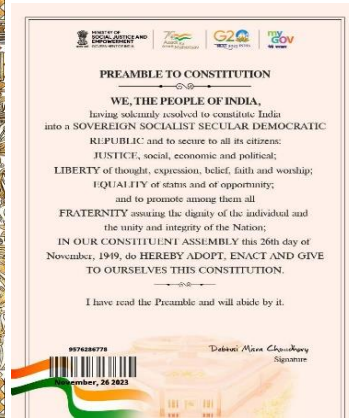 MINISTRY OF
SOCIAL JUSTICE AND
EMPOWERMENT
G20
my
GOV
PREAMBLE TO CONSTITUTION
WE, THE PEOPLE OF INDIA,
having solemnly resolved to constitute India
into a SOVEREIGN SOCIALIST SECULAR DEMOCRATIC
REPUBLIC and to secure to all its citizens:
JUSTICE, social, economic and political;
LIBERTY of thought, expression, belief, faith and worship;
EQUALITY of status and of opportunity;
and to promote among them all
FRATERNITY assuring the dignity of the individual and
the unity and integrity of the Nation;
IN OUR CONSTITUENT ASSEMBLY this 26th day of
November, 1949, do HEREBY ADOPT, ENACT AND GIVE
TO OURSELVES THIS CONSTITUTION.
I have read the Preamble and will abide by it.
9576286778
Misra Choudhury
Signature
November, 26 2023